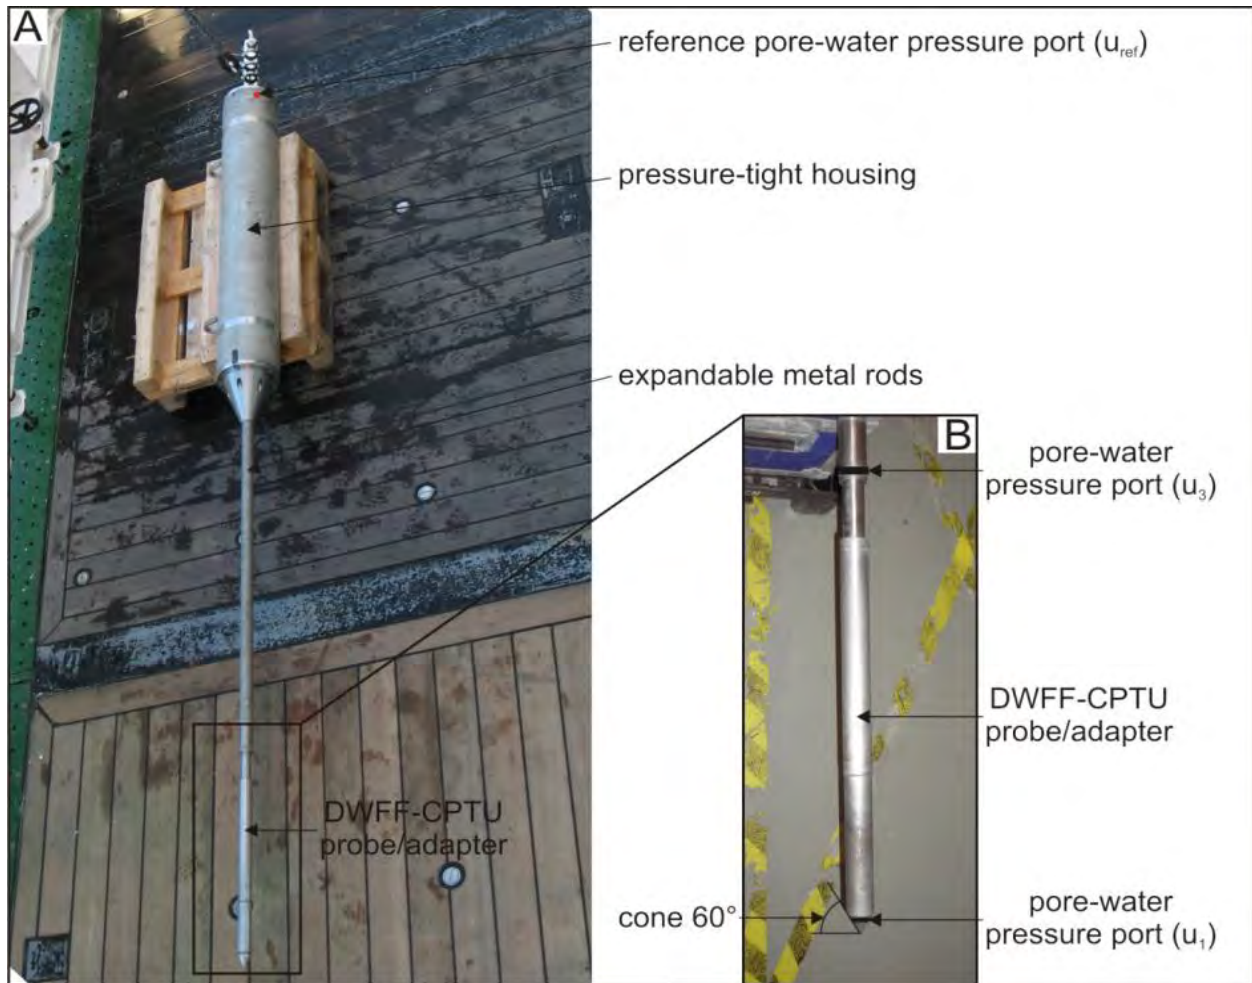 A
reference pore-water pressure port (u_ref)
pressure-tight housing
expandable metal rods
B
pore-water
pressure port (u₃)
DWFF-CPTU
probe/adapter
DWFF-CPTU
probe/adapter
cone 60°
pore-water
pressure port (u₁)